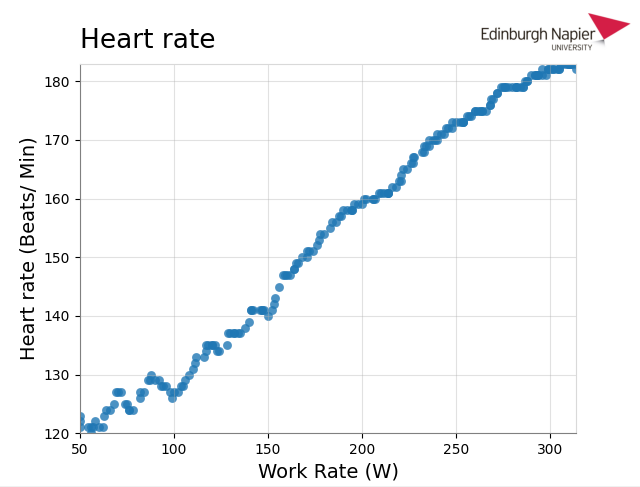 Heart rate
Edinburgh Napier
UNIVERSITY
Heart rate (Beats/ Min)
180
170
160
150
140
130
120
50
100
150
200
250
300
Work Rate (W)